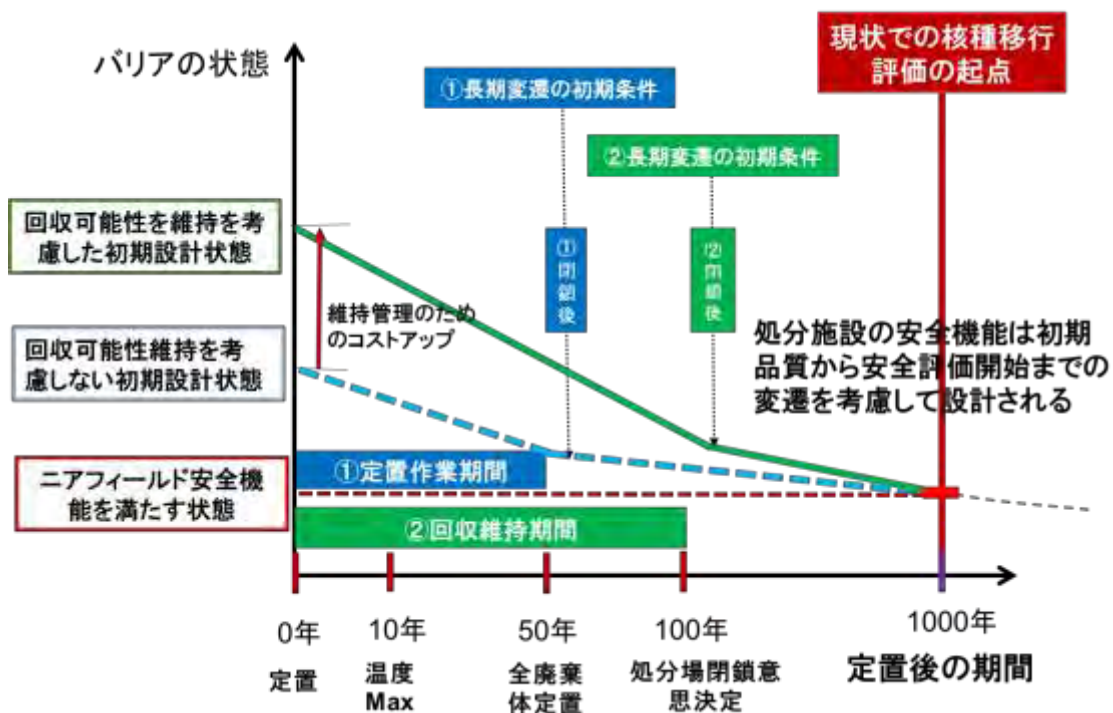 バリアの状態
現状での核種移行
評価の起点
①長期変遷の初期条件
②長期変遷の初期条件
回収可能性を維持を考
慮した初期設計状態
①閉鎖後
②閉鎖後
維持管理のため
のコストアップ
処分施設の安全機能は初期
品質から安全評価開始までの
変遷を考慮して設計される
回収可能性維持を考
慮しない初期設計状態
①定置作業期間
ニアフィールド安全機
能を満たす状態
②回収維持期間
0年
10年
50年
100年
1000年
定置
温度
Max
全廃棄
体定置
処分場閉鎖意
思決定
定置後の期間